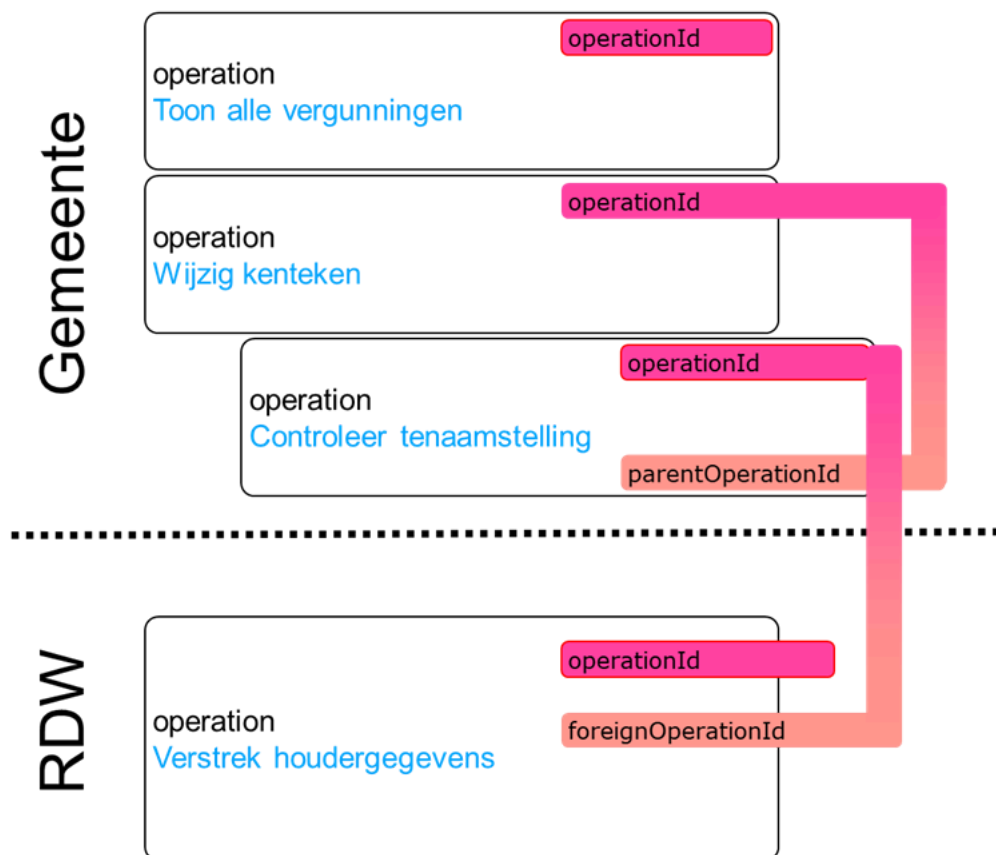 Gemeente
operationId
operation
Toon alle vergunningen
operationId
operation
Wijzig kenteken
operationId
operation
Controleer tenaamstelling
parentOperationId
RDW
operationId
operation
foreignOperationId
Verstrek houdergegevens